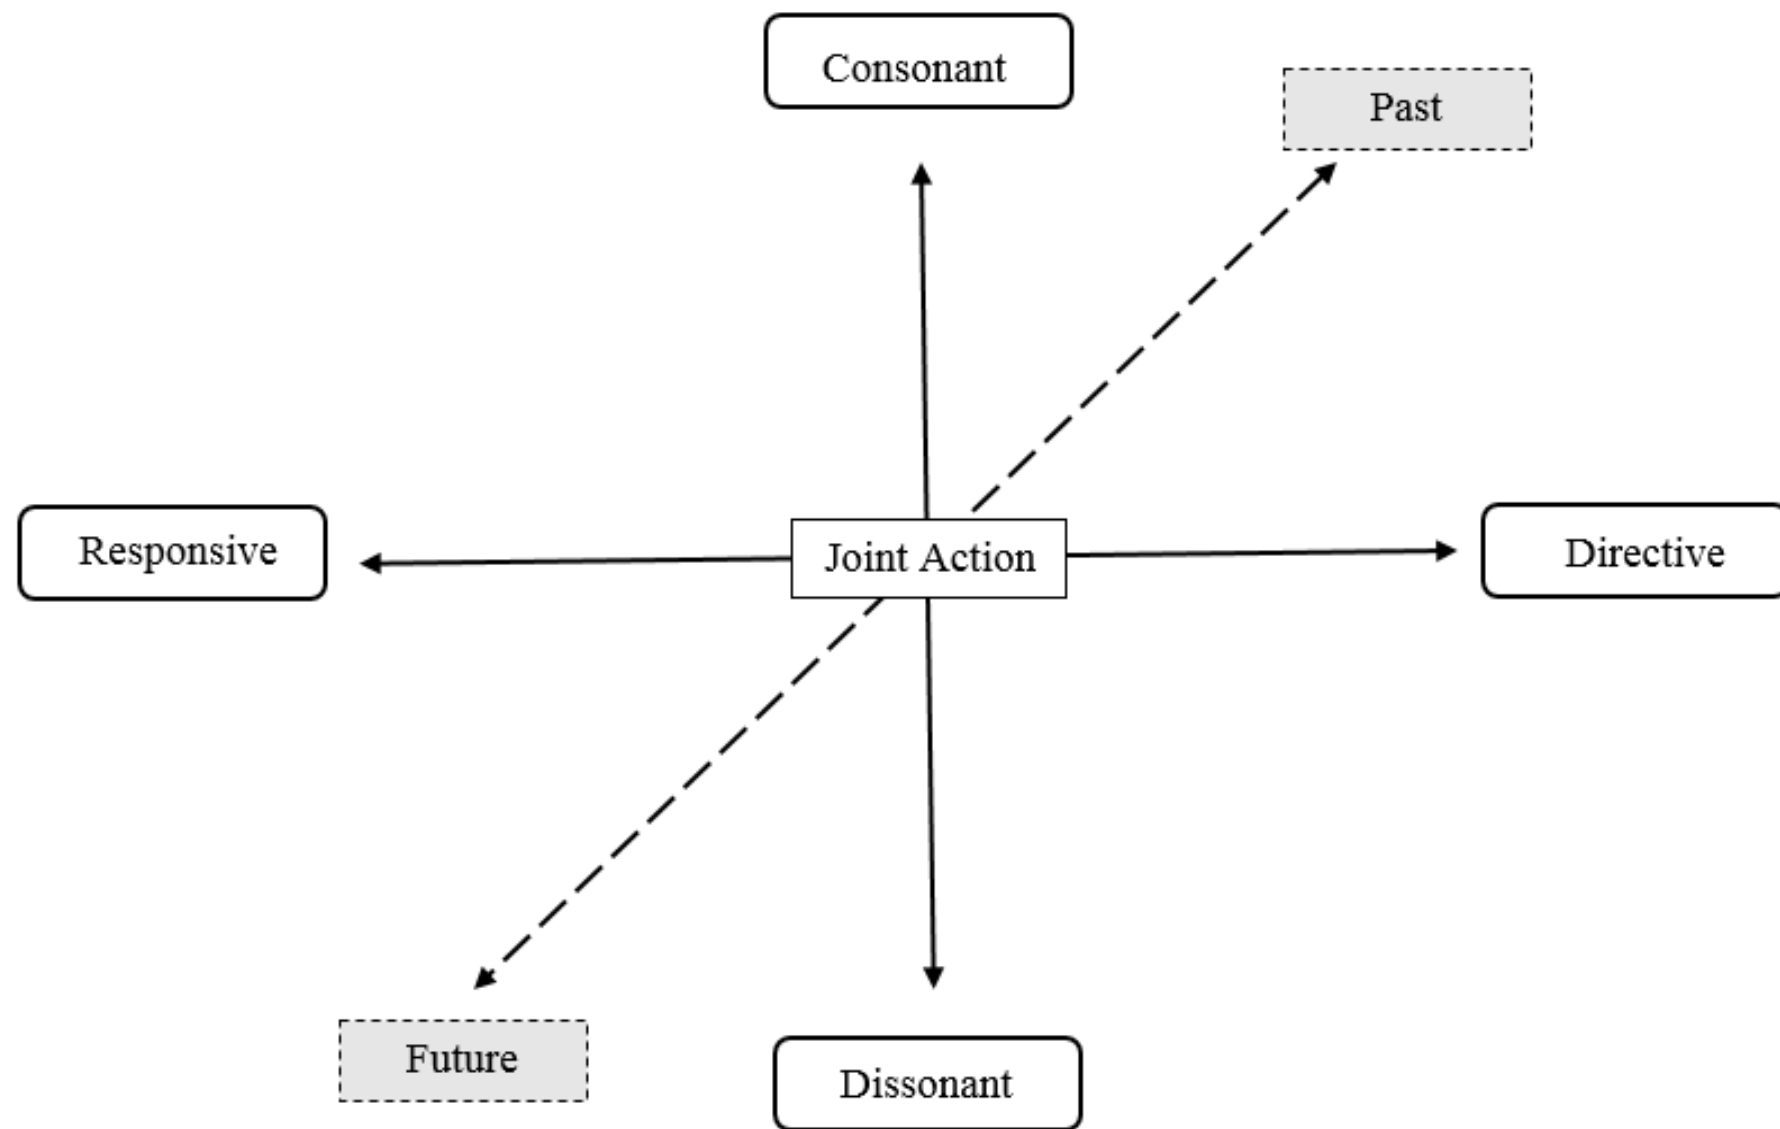 Consonant
Past
Responsive
Joint Action
Directive
Future
Dissonant